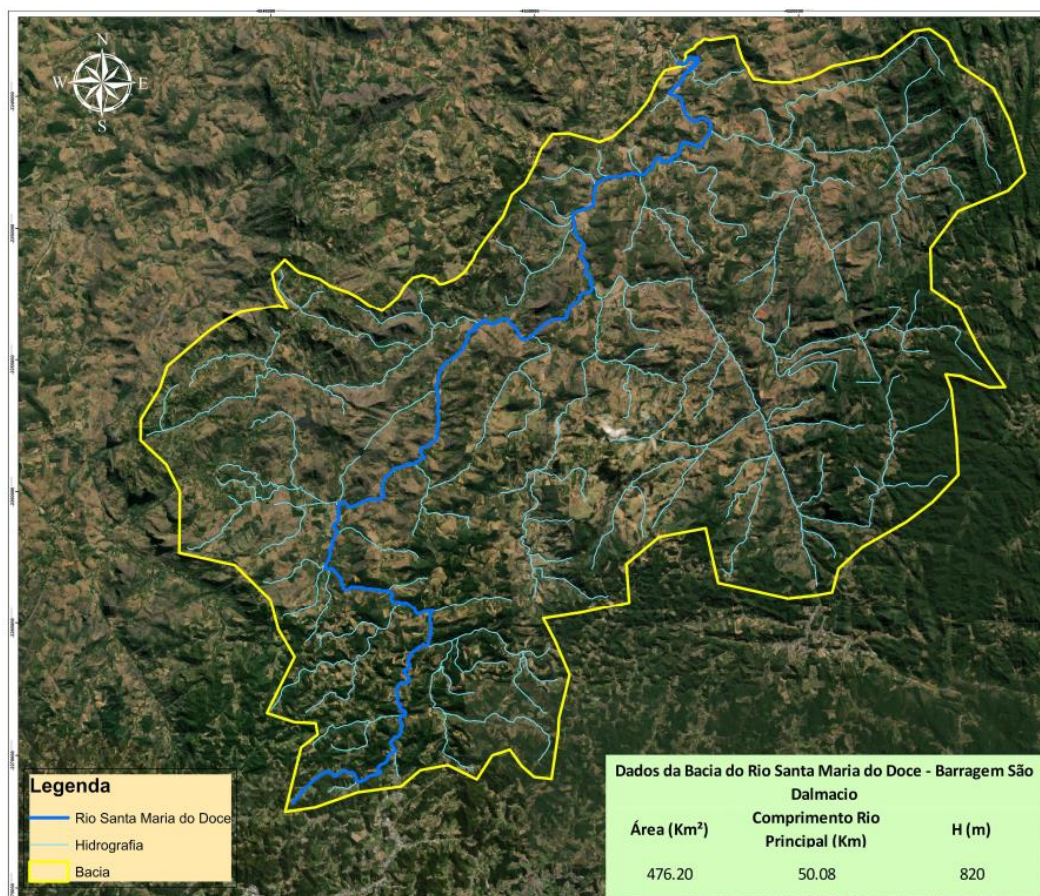 N
W E
S
Legenda
Rio Santa Maria do Doce
Hidrografia
Bacia
Dados da Bacia do Rio Santa Maria do Doce - Barragem São
Dalmacio
Área (Km²) Comprimento Rio Principal (Km) H (m)
476.20 50.08 820